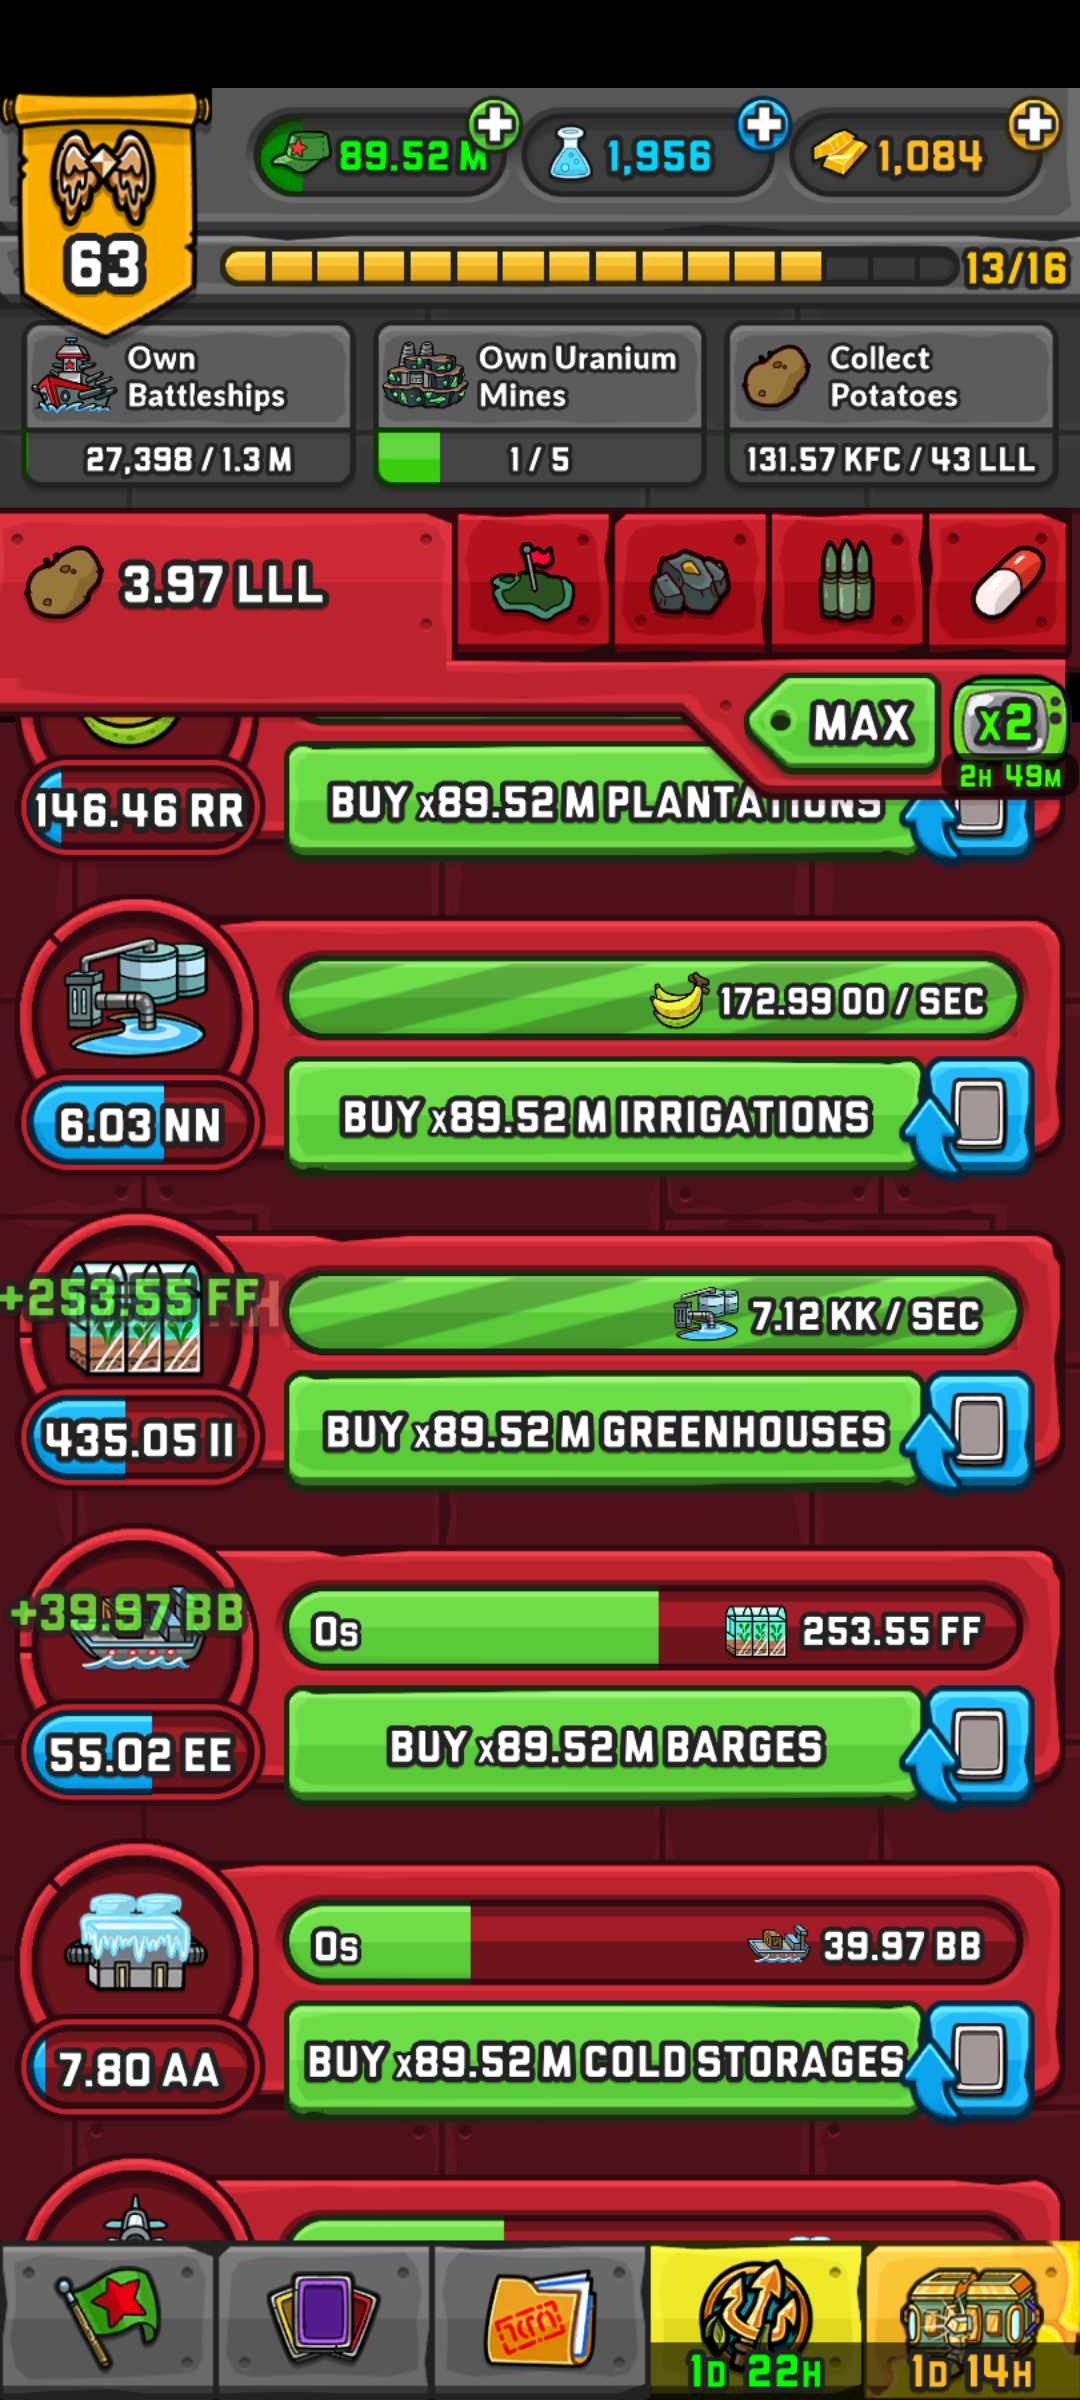 89.52 M
1,956
1,084
63
13/16
Own
Battleships
27,398 / 1.3 M
Own Uranium
Mines
1 / 5
Collect
Potatoes
131.57 KFC / 43 LLL
3.97 LLL
MAX
x2
2H 49M
146.46 RR
BUY x89.52 M PLANTATIONS
172.99 OO / SEC
6.03 NN
BUY x89.52 M IRRIGATIONS
+253.55 FF
7.12 KK / SEC
435.05 II
BUY x89.52 M GREENHOUSES
+39.97 BB
0s
253.55 FF
55.02 EE
BUY x89.52 M BARGES
0s
39.97 BB
7.80 AA
BUY x89.52 M COLD STORAGES
1D 22H
1D 14H